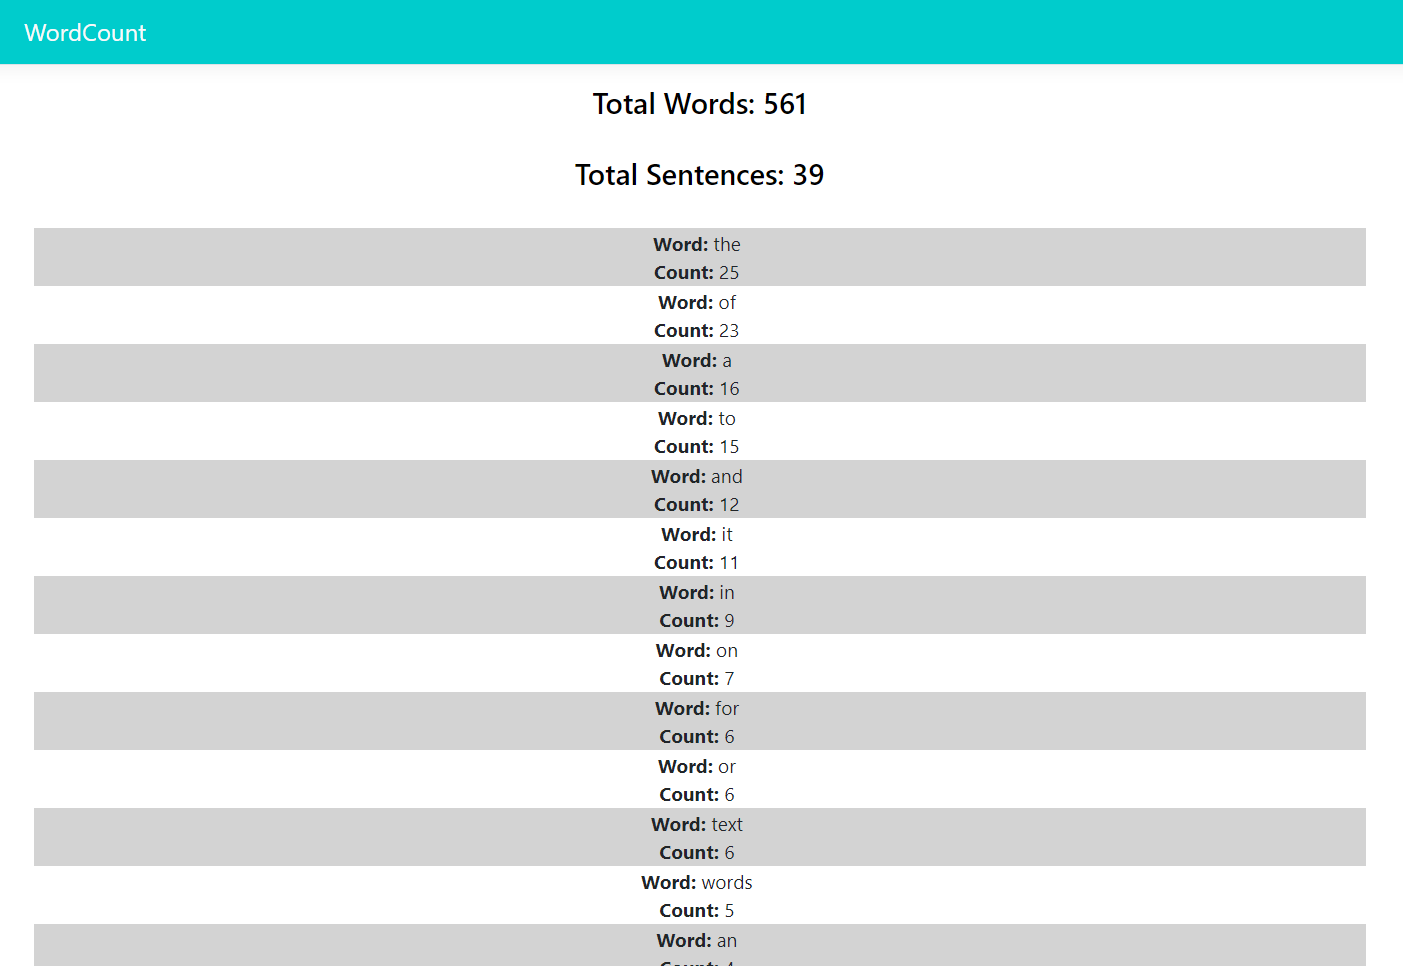 WordCount
Total Words: 561
Total Sentences: 39
Word: the
Count: 25
Word: of
Count: 23
Word: a
Count: 16
Word: to
Count: 15
Word: and
Count: 12
Word: it
Count: 11
Word: in
Count: 9
Word: on
Count: 7
Word: for
Count: 6
Word: or
Count: 6
Word: text
Count: 6
Word: words
Count: 5
Word: an